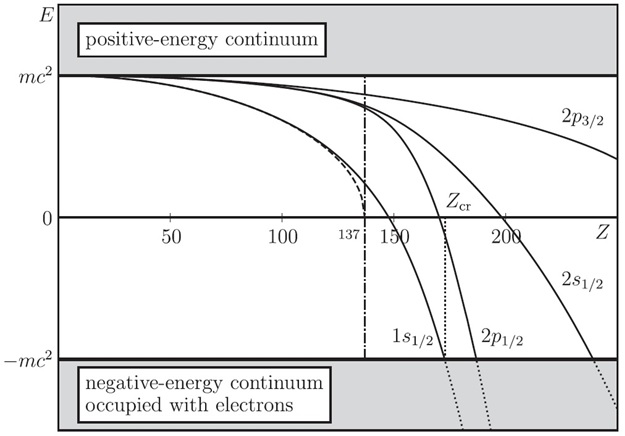 E
positive-energy continuum
mc²
2p₃/₂
Z_cr
0
50
100
137
150
200
Z
2s₁/₂
1s₁/₂
2p₁/₂
−mc²
negative-energy continuum
occupied with electrons